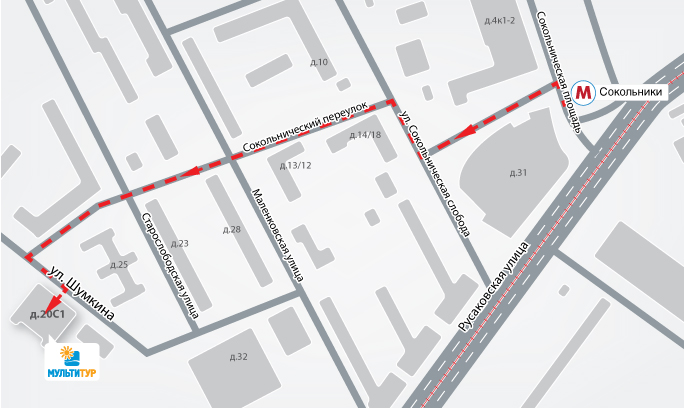 Сокольническая площадь
д.4к1-2
М
Сокольники
д.10
Сокольнический переулок
ул. Сокольническая слобода
д.14/18
д.13/12
д.31
Маленковская улица
Старослободская улица
д.28
д.23
д.25
Русаковская улица
ул. Шумкина
д.20С1
д.32
МУЛЬТИТУР